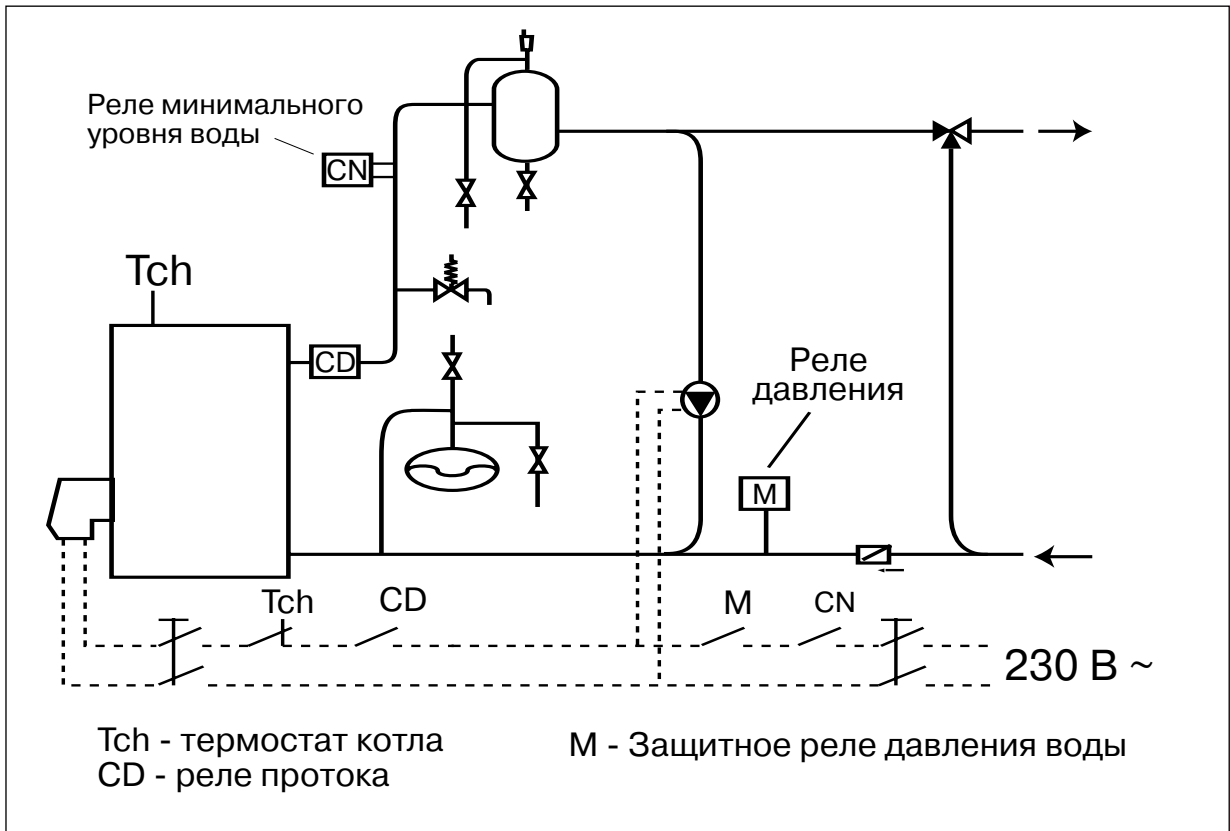 Реле минимального
уровня воды
CN
Tch
CD
Реле
давления
M
Tch
CD
M
CN
230 В ~
Tch - термостат котла
CD - реле протока
М - Защитное реле давления воды